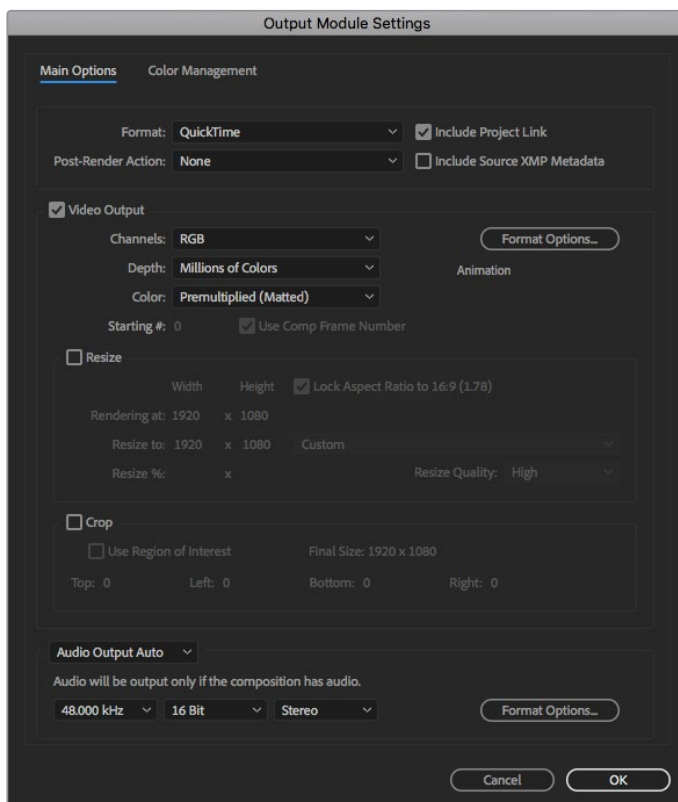 Output Module Settings
Main Options Color Management
Format: QuickTime Include Project Link
Post-Render Action: None Include Source XMP Metadata
Video Output
Channels: RGB Format Options...
Depth: Millions of Colors Animation
Color: Premultiplied (Matted)
Starting #: 0 Use Comp Frame Number
Resize
Width Height Lock Aspect Ratio to 16:9 (1.78)
Rendering at: 1920 x 1080
Resize to: 1920 x 1080 Custom
Resize %: x Resize Quality: High
Crop
Use Region of Interest Final Size: 1920 x 1080
Top: 0 Left: 0 Bottom: 0 Right: 0
Audio Output Auto
Audio will be output only if the composition has audio.
48.000 kHz 16 Bit Stereo Format Options...
Cancel OK